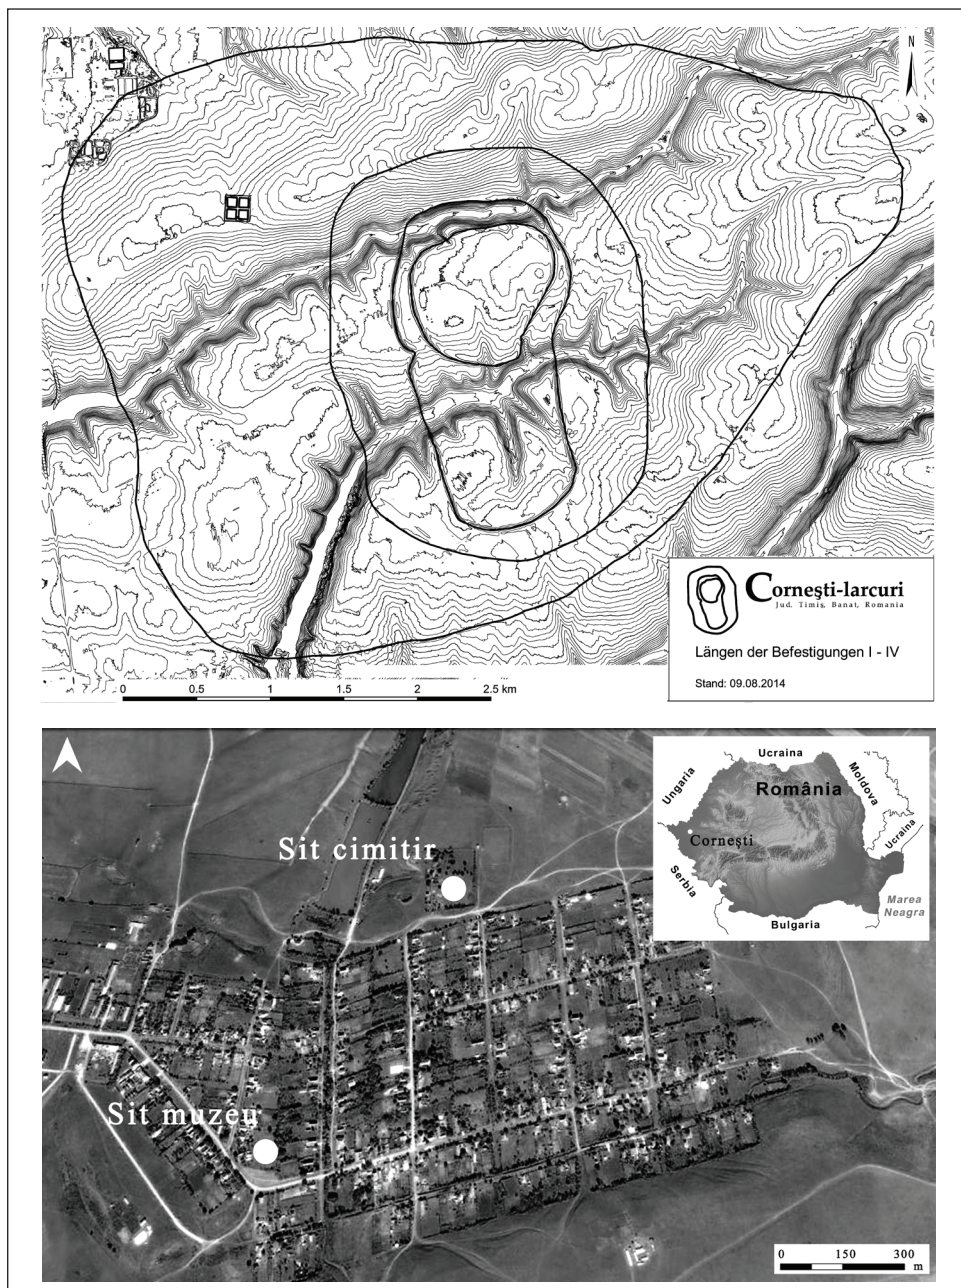 N
Corneşti-Iarcuri
Jud. Timiş, Banat, Romania
Längen der Befestigungen I - IV
Stand: 09.08.2014
0 0.5 1 1.5 2 2.5 km
Sit cimitir
Sit muzeu
Ucraina
Ungaria
România
Moldova
Corneşti
Ucraina
Serbia
Marea
Neagra
Bulgaria
0 150 300
m